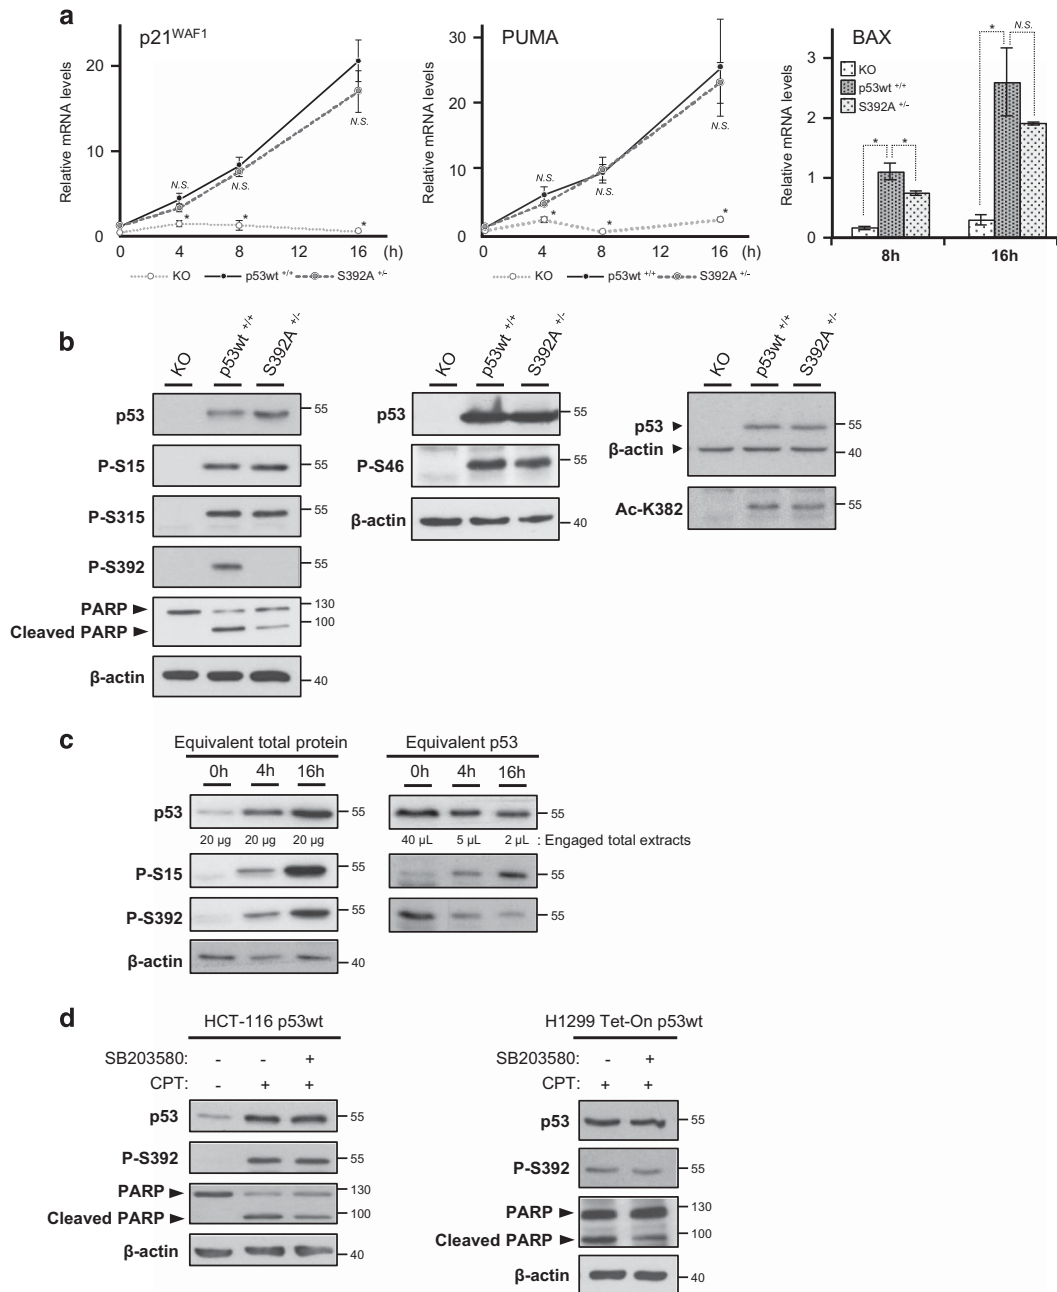 a
p21WAF1
Relative mRNA levels
20
10
0
0 4 8 12 16 (h)
N.S. N.S. N.S.
* * *
KO p53wt +/+ S392A +/-
PUMA
Relative mRNA levels
30
20
10
0
0 4 8 12 16 (h)
N.S. N.S. N.S.
* * *
KO p53wt +/+ S392A +/-
BAX
Relative mRNA levels
3
2
1
0
KO
p53wt +/+
S392A +/-
* *
* N.S.
8h 16h
b
KO p53wt +/+ S392A +/-
p53 55
P-S15 55
P-S315 55
P-S392 55
PARP 130
Cleaved PARP 100
β-actin 40
KO p53wt +/+ S392A +/-
p53 55
P-S46 55
β-actin 40
KO p53wt +/+ S392A +/-
p53 55
β-actin 40
Ac-K382 55
c
Equivalent total protein Equivalent p53
0h 4h 16h 0h 4h 16h
p53 55 55
20 µg 20 µg 20 µg 40 µL 5 µL 2 µL : Engaged total extracts
P-S15 55 55
P-S392 55 55
β-actin 40
d
HCT-116 p53wt
SB203580: - - +
CPT: - + +
p53 55
P-S392 55
PARP 130
Cleaved PARP 100
β-actin 40
H1299 Tet-On p53wt
SB203580: - +
CPT: + +
p53 55
P-S392 55
PARP 130
Cleaved PARP 100
β-actin 40